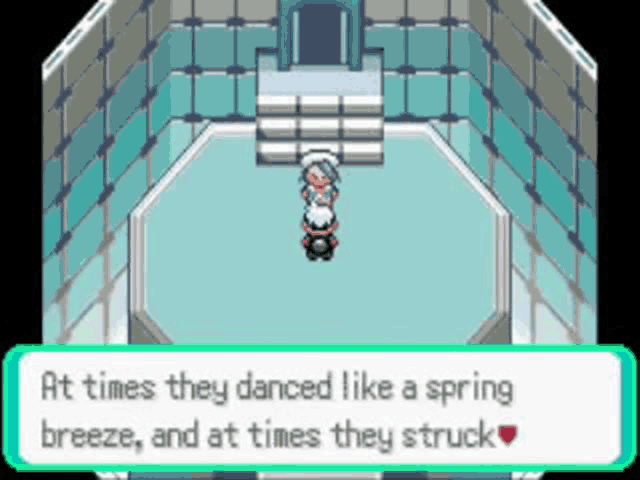 At times they danced like a spring
breeze, and at times they struck